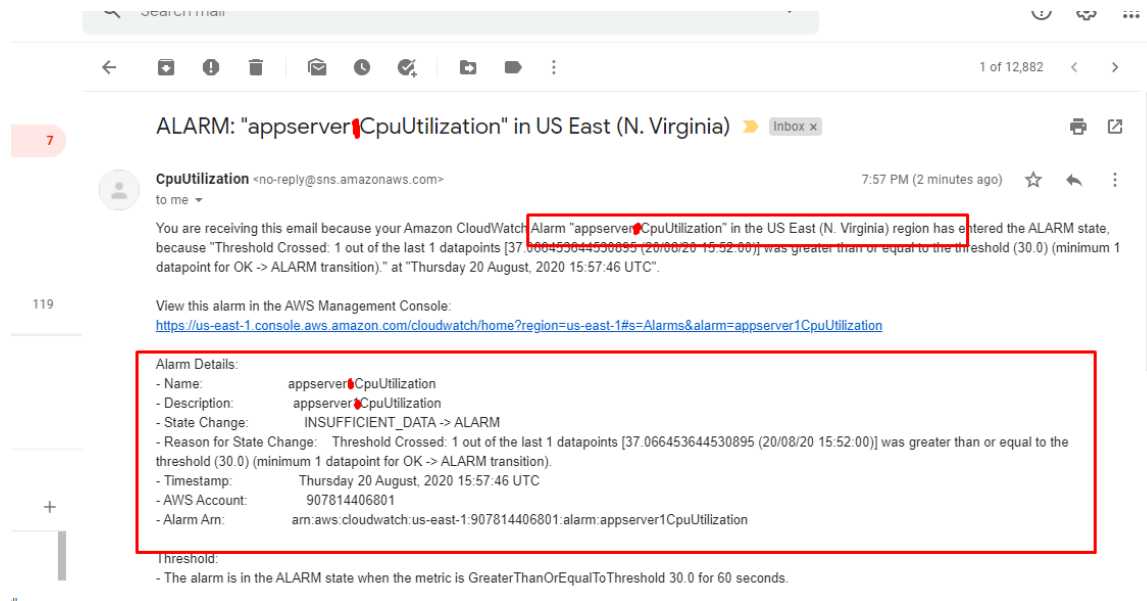 Search mail
1 of 12,882
ALARM: "appserver CpuUtilization" in US East (N. Virginia) Inbox x
7
CpuUtilization <no-reply@sns.amazonaws.com>
7:57 PM (2 minutes ago)
to me
You are receiving this email because your Amazon CloudWatch Alarm "appserver CpuUtilization" in the US East (N. Virginia) region has entered the ALARM state,
because "Threshold Crossed: 1 out of the last 1 datapoints [37.066453644530895 (20/08/20 15:52:00)] was greater than or equal to the threshold (30.0) (minimum 1
datapoint for OK -> ALARM transition)." at "Thursday 20 August, 2020 15:57:46 UTC".
119
View this alarm in the AWS Management Console:
https://us-east-1.console.aws.amazon.com/cloudwatch/home?region=us-east-1#s=Alarms&alarm=appserver1CpuUtilization
Alarm Details:
- Name: appserver CpuUtilization
- Description: appserver CpuUtilization
- State Change: INSUFFICIENT_DATA -> ALARM
- Reason for State Change: Threshold Crossed: 1 out of the last 1 datapoints [37.066453644530895 (20/08/20 15:52:00)] was greater than or equal to the
threshold (30.0) (minimum 1 datapoint for OK -> ALARM transition).
- Timestamp: Thursday 20 August, 2020 15:57:46 UTC
- AWS Account: 907814406801
- Alarm Arn: arn:aws:cloudwatch:us-east-1:907814406801:alarm:appserver1CpuUtilization
Threshold:
- The alarm is in the ALARM state when the metric is GreaterThanOrEqualToThreshold 30.0 for 60 seconds.